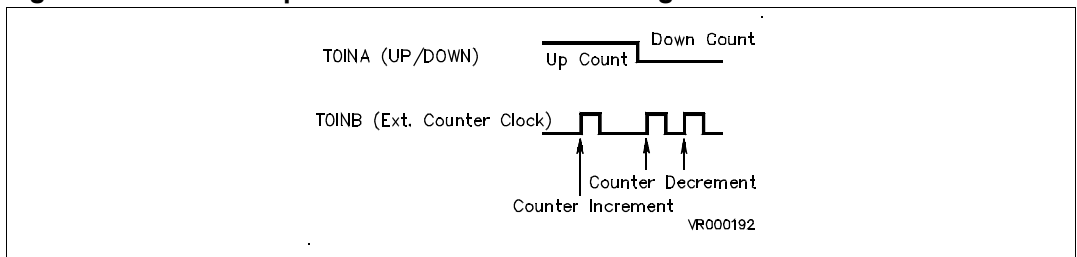 Down Count
T0INA (UP/DOWN)
Up Count
T0INB (Ext. Counter Clock)
Counter Decrement
Counter Increment
VR000192